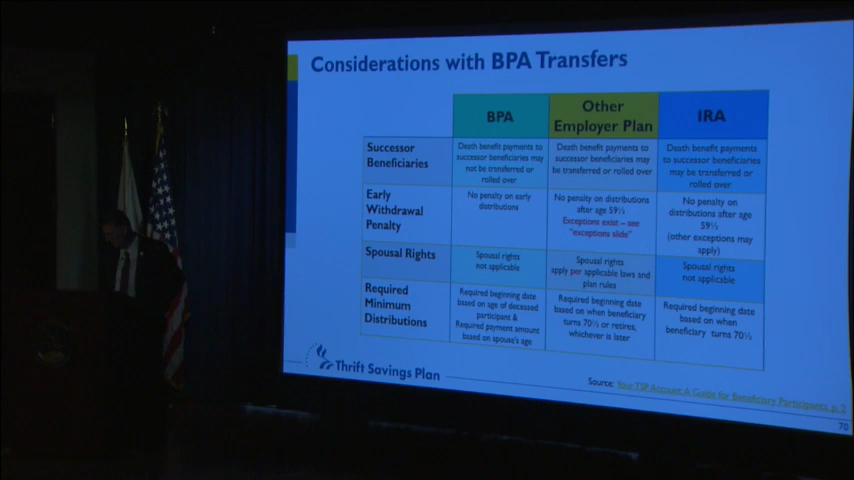 Considerations with BPA Transfers
BPA
Other
Employer Plan
IRA
Successor
Beneficiaries
Death benefit payments to
successor beneficiaries may
not be transferred or
rolled over
Death benefit payments to
successor beneficiaries may
be transferred or rolled over
Death benefit payments
to successor beneficiaries
may be transferred or
rolled over
Early
Withdrawal
Penalty
No penalty on early
distributions
No penalty on distributions
after age 59½
Exceptions exist – see
"exceptions slide"
No penalty on
distributions after age
59½
(other exceptions may
apply)
Spousal Rights
Spousal rights
not applicable
Spousal rights
apply per applicable laws and
plan rules
Spousal rights
not applicable
Required
Minimum
Distributions
Required beginning date
based on age of deceased
participant &
Required payment amount
based on spouse's age
Required beginning date
based on when beneficiary
turns 70½ or retires,
whichever is later
Required beginning date
based on when
beneficiary turns 70½
Thrift Savings Plan
Source: Your TSP Account: A Guide for Beneficiary Participants, p. 2
70